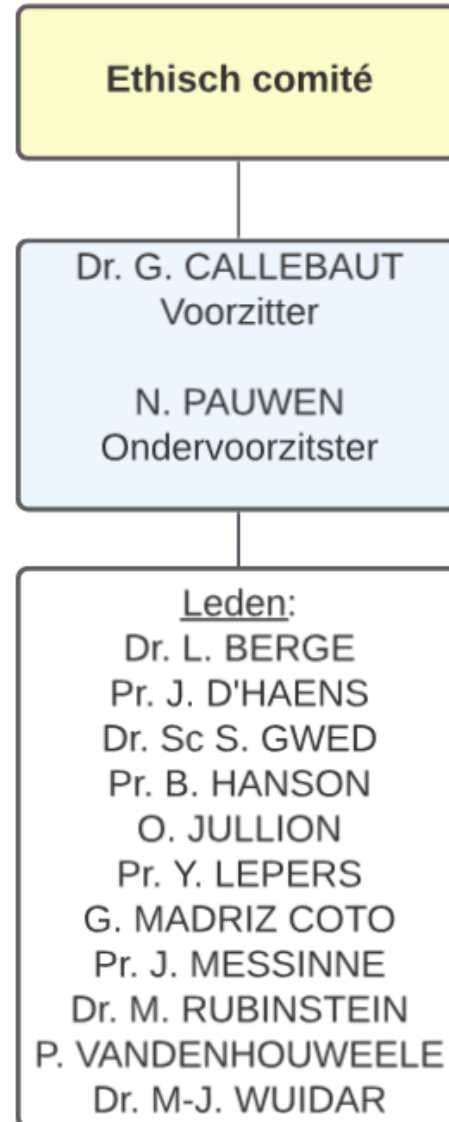 Ethisch comité
Dr. G. CALLEBAUT
Voorzitter
N. PAUWEN
Ondervoorzitster
Leden:
Dr. L. BERGE
Pr. J. D'HAENS
Dr. Sc S. GWED
Pr. B. HANSON
O. JULLION
Pr. Y. LEPERS
G. MADRIZ COTO
Pr. J. MESSINNE
Dr. M. RUBINSTEIN
P. VANDENHOUWEELE
Dr. M-J. WUIDAR